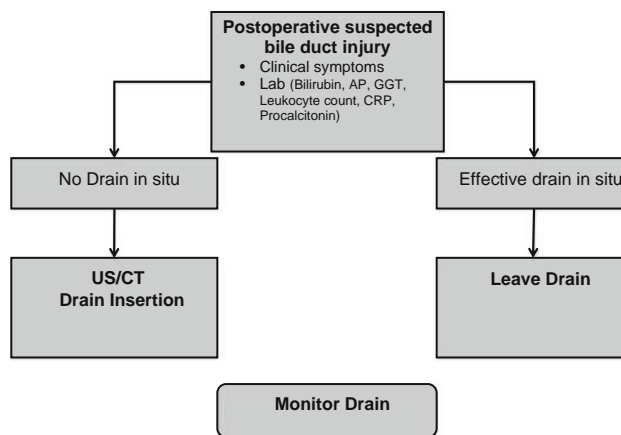 Postoperative suspected
bile duct injury
• Clinical symptoms
• Lab (Bilirubin, AP, GGT,
Leukocyte count, CRP,
Procalcitonin)
No Drain in situ
Effective drain in situ
US/CT
Drain Insertion
Leave Drain
Monitor Drain